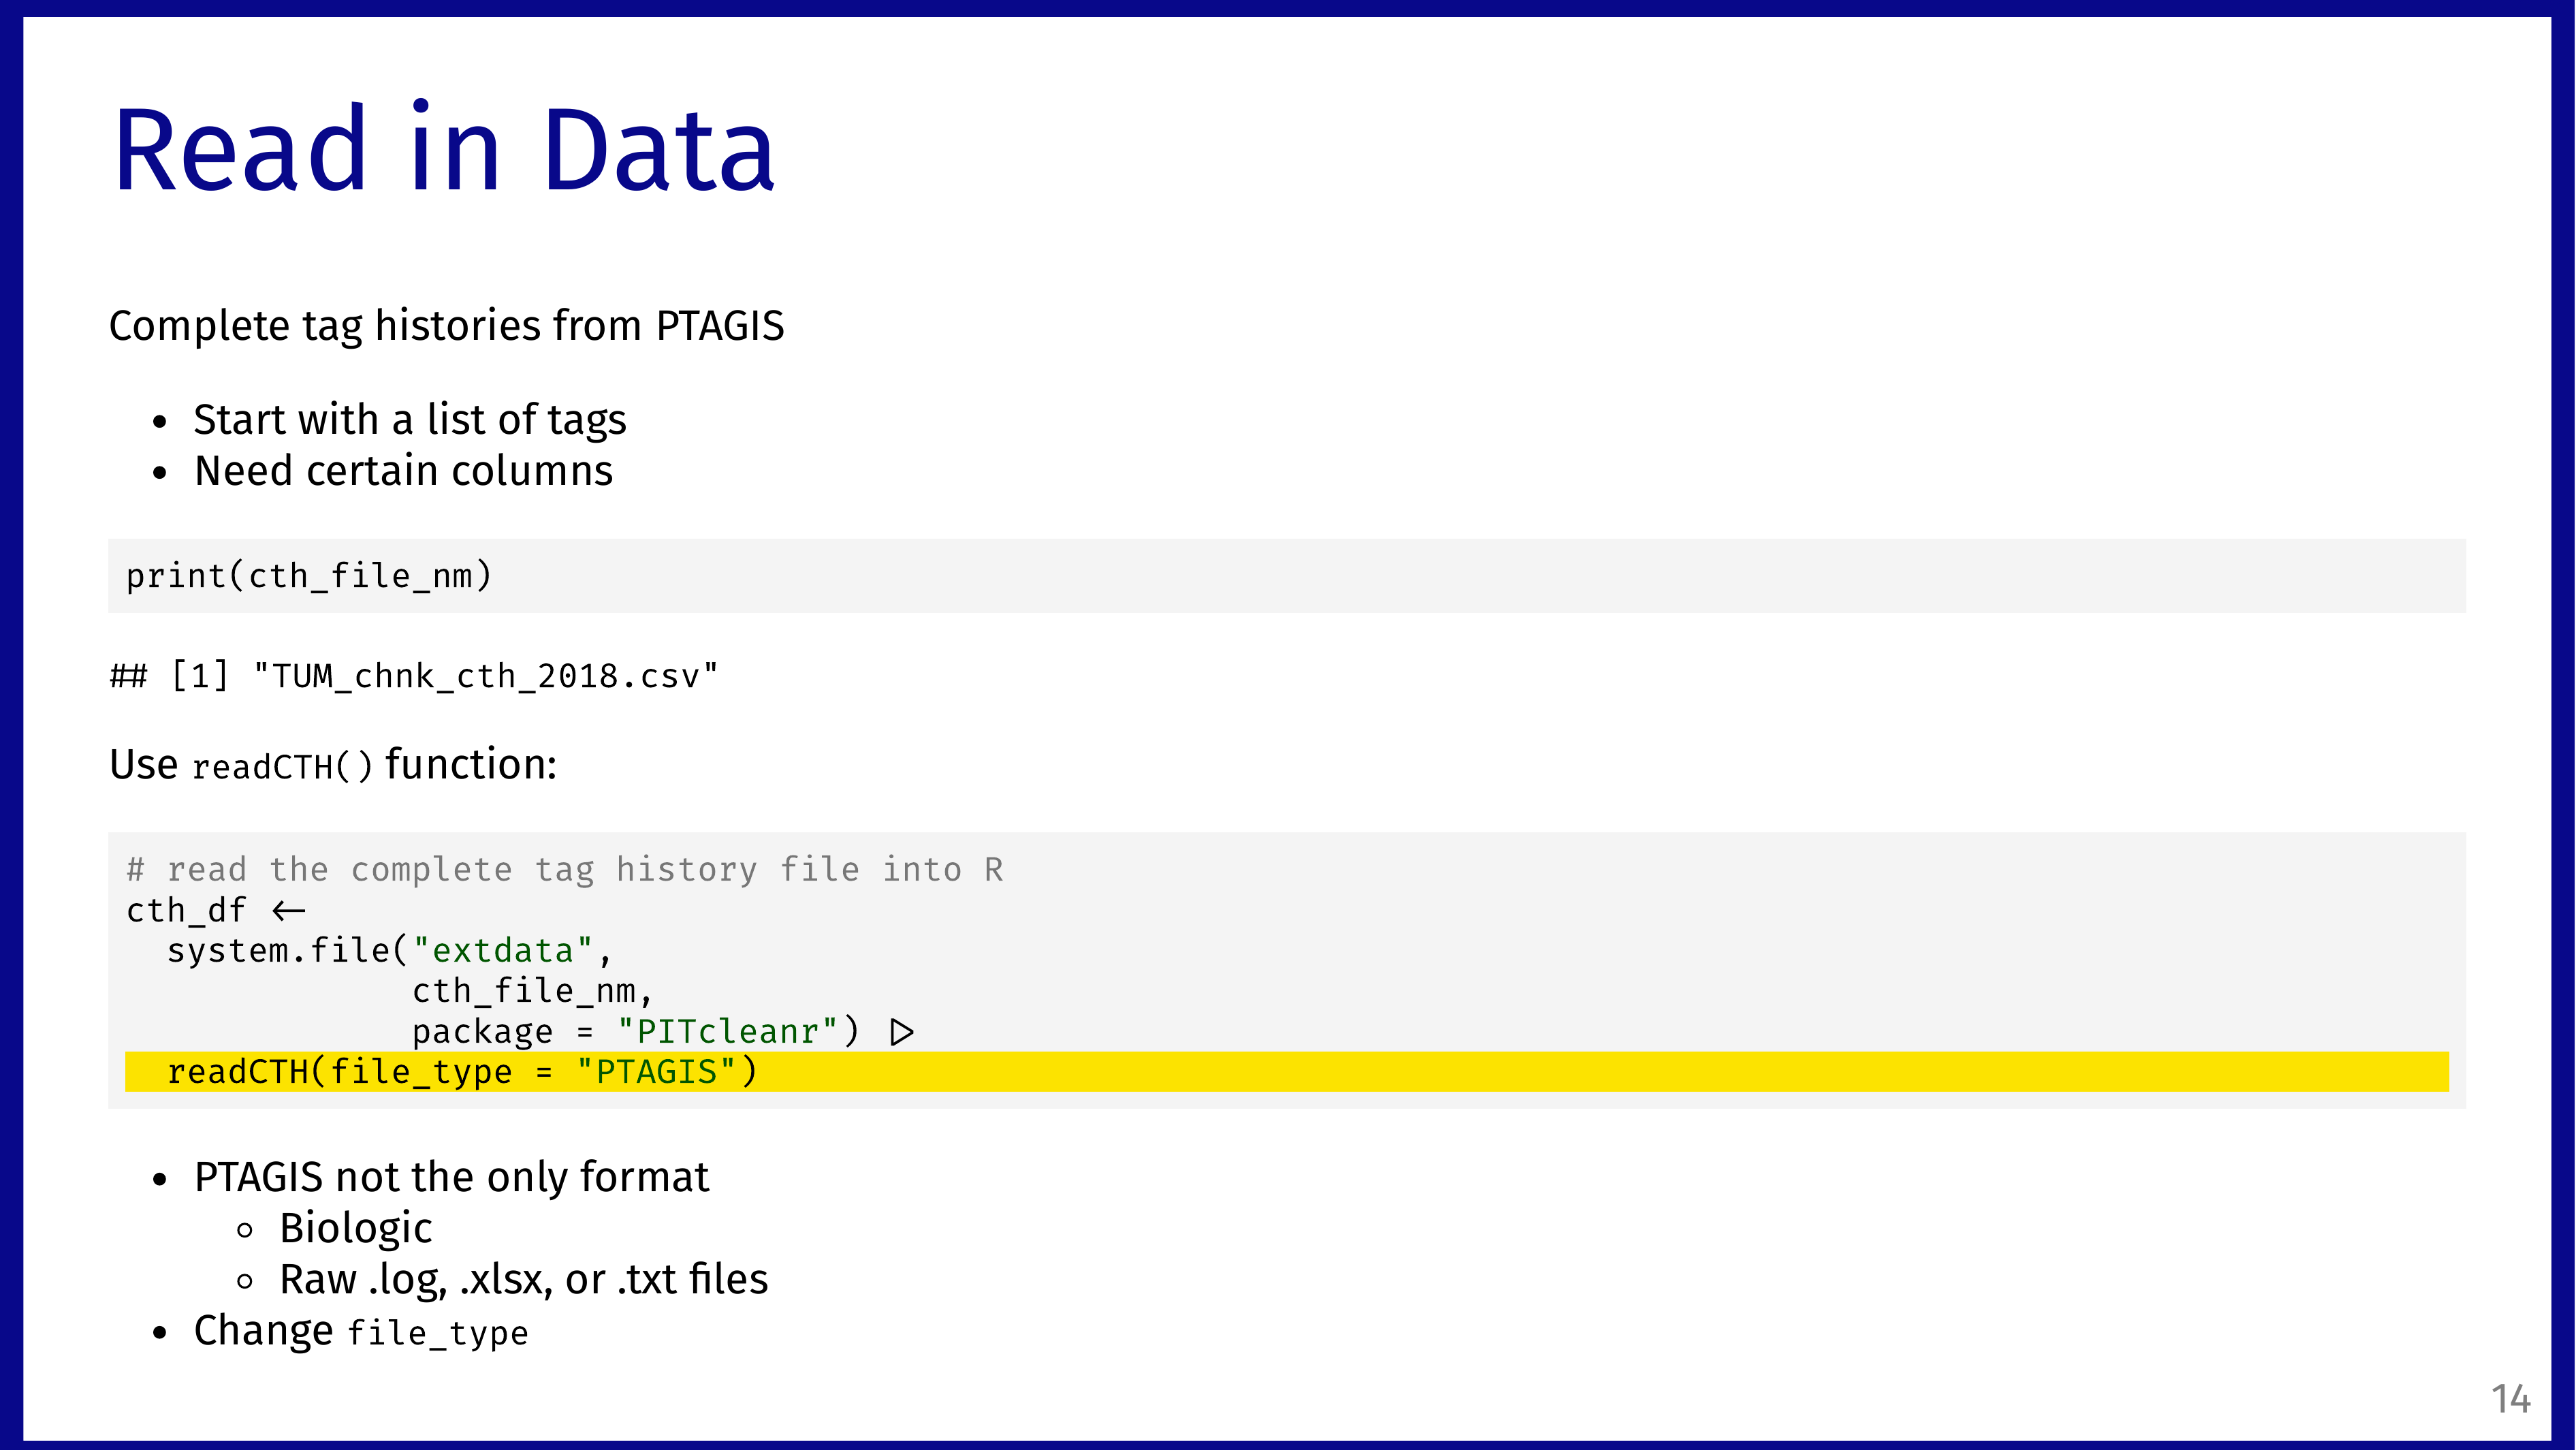 Read in Data
Complete tag histories from PTAGIS
• Start with a list of tags
• Need certain columns
print(cth_file_nm)
## [1] "TUM_chnk_cth_2018.csv"
Use readCTH() function:
# read the complete tag history file into R
cth_df <-
  system.file("extdata",
              cth_file_nm,
              package = "PITcleanr") |>
  readCTH(file_type = "PTAGIS")
• PTAGIS not the only format
◦ Biologic
◦ Raw .log, .xlsx, or .txt files
• Change file_type
14